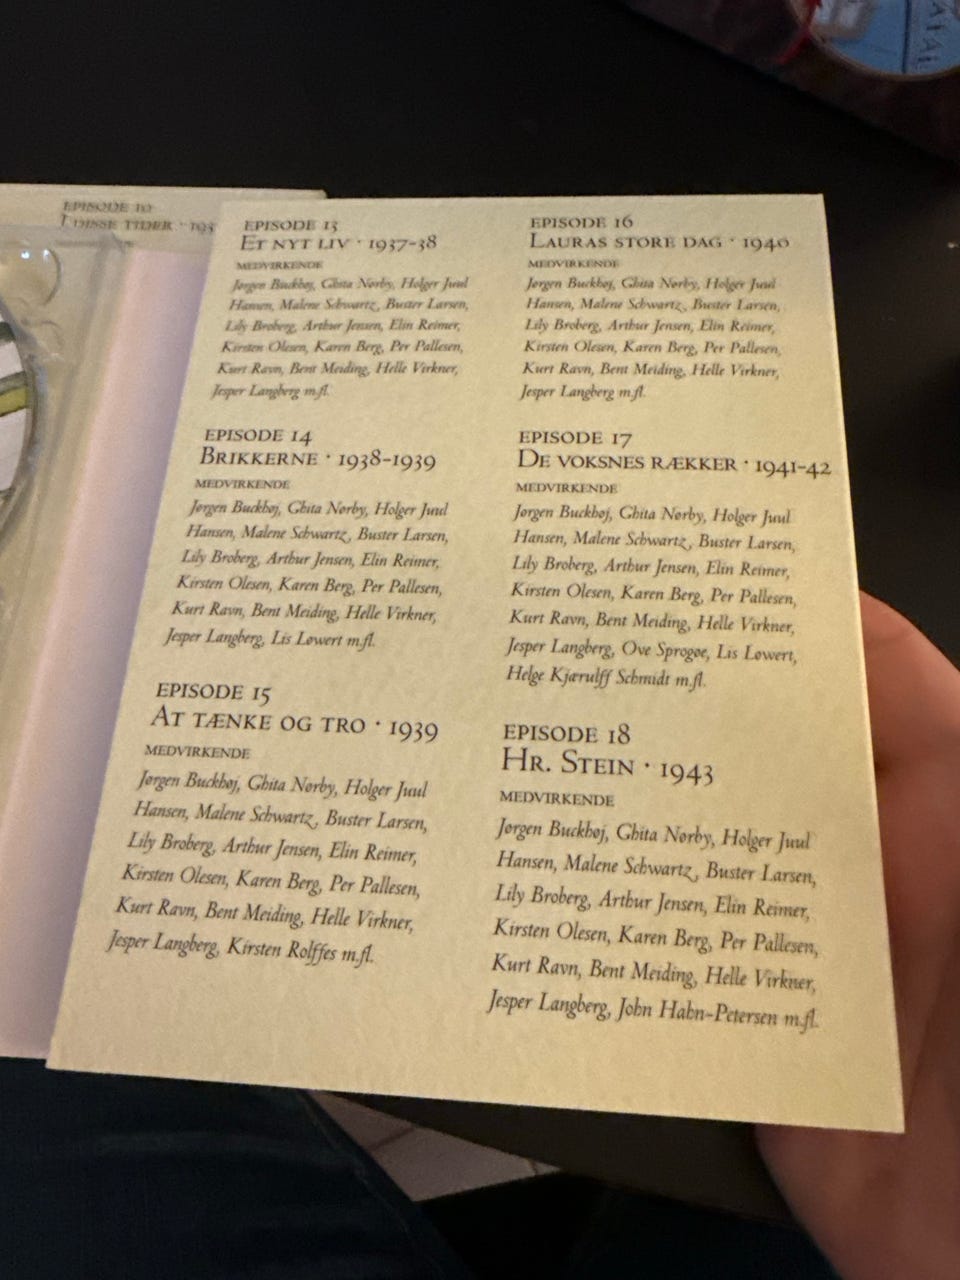 EPISODE 10
I DISSE TIDER · 193
EPISODE 13
ET NYT LIV · 1937-38
MEDVIRKENDE
Jørgen Buckhøj, Ghita Nørby, Holger Juul
Hansen, Malene Schwartz, Buster Larsen,
Lily Broberg, Arthur Jensen, Elin Reimer,
Kirsten Olesen, Karen Berg, Per Pallesen,
Kurt Ravn, Bent Meiding, Helle Virkner,
Jesper Langberg m.fl.
EPISODE 14
BRIKKERNE · 1938-1939
MEDVIRKENDE
Jørgen Buckhøj, Ghita Nørby, Holger Juul
Hansen, Malene Schwartz, Buster Larsen,
Lily Broberg, Arthur Jensen, Elin Reimer,
Kirsten Olesen, Karen Berg, Per Pallesen,
Kurt Ravn, Bent Meiding, Helle Virkner,
Jesper Langberg, Lis Løwert m.fl.
EPISODE 15
AT TÆNKE OG TRO · 1939
MEDVIRKENDE
Jørgen Buckhøj, Ghita Nørby, Holger Juul
Hansen, Malene Schwartz, Buster Larsen,
Lily Broberg, Arthur Jensen, Elin Reimer,
Kirsten Olesen, Karen Berg, Per Pallesen,
Kurt Ravn, Bent Meiding, Helle Virkner,
Jesper Langberg, Kirsten Rolffes m.fl.
EPISODE 16
LAURAS STORE DAG · 1940
MEDVIRKENDE
Jørgen Buckhøj, Ghita Nørby, Holger Juul
Hansen, Malene Schwartz, Buster Larsen,
Lily Broberg, Arthur Jensen, Elin Reimer,
Kirsten Olesen, Karen Berg, Per Pallesen,
Kurt Ravn, Bent Meiding, Helle Virkner,
Jesper Langberg m.fl.
EPISODE 17
DE VOKSNES RÆKKER · 1941-42
MEDVIRKENDE
Jørgen Buckhøj, Ghita Nørby, Holger Juul
Hansen, Malene Schwartz, Buster Larsen,
Lily Broberg, Arthur Jensen, Elin Reimer,
Kirsten Olesen, Karen Berg, Per Pallesen,
Kurt Ravn, Bent Meiding, Helle Virkner,
Jesper Langberg, Ove Sprogøe, Lis Løwert,
Helge Kjærulff Schmidt m.fl.
EPISODE 18
HR. STEIN · 1943
MEDVIRKENDE
Jørgen Buckhøj, Ghita Nørby, Holger Juul
Hansen, Malene Schwartz, Buster Larsen,
Lily Broberg, Arthur Jensen, Elin Reimer,
Kirsten Olesen, Karen Berg, Per Pallesen,
Kurt Ravn, Bent Meiding, Helle Virkner,
Jesper Langberg, John Hahn-Petersen m.fl.